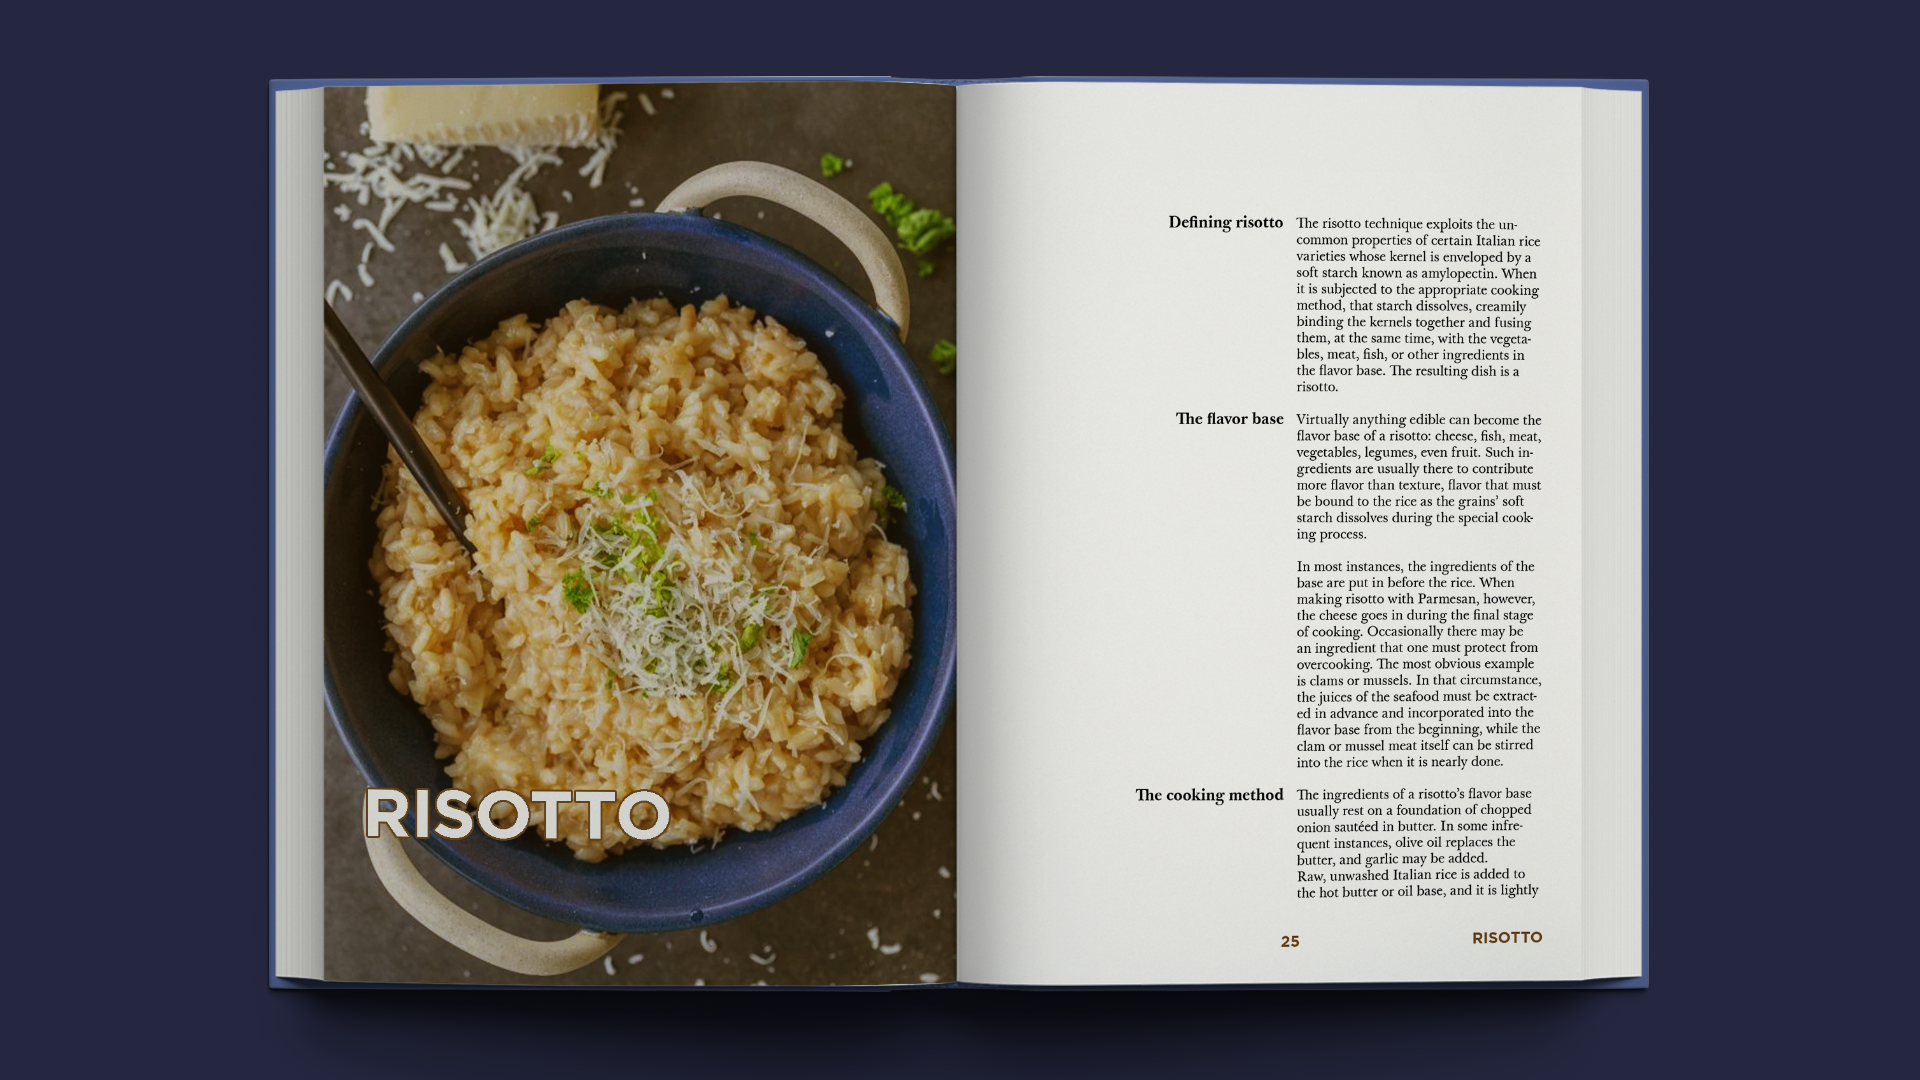 RISOTTO
Defining risotto
The risotto technique exploits the un-
common properties of certain Italian rice
varieties whose kernel is enveloped by a
soft starch known as amylopectin. When
it is subjected to the appropriate cooking
method, that starch dissolves, creamily
binding the kernels together and fusing
them, at the same time, with the vegeta-
bles, meat, fish, or other ingredients in
the flavor base. The resulting dish is a
risotto.
The flavor base
Virtually anything edible can become the
flavor base of a risotto: cheese, fish, meat,
vegetables, legumes, even fruit. Such in-
gredients are usually there to contribute
more flavor than texture, flavor that must
be bound to the rice as the grains' soft
starch dissolves during the special cook-
ing process.
In most instances, the ingredients of the
base are put in before the rice. When
making risotto with Parmesan, however,
the cheese goes in during the final stage
of cooking. Occasionally there may be
an ingredient that one must protect from
overcooking. The most obvious example
is clams or mussels. In that circumstance,
the juices of the seafood must be extract-
ed in advance and incorporated into the
flavor base from the beginning, while the
clam or mussel meat itself can be stirred
into the rice when it is nearly done.
The cooking method
The ingredients of a risotto's flavor base
usually rest on a foundation of chopped
onion sautéed in butter. In some infre-
quent instances, olive oil replaces the
butter, and garlic may be added.
Raw, unwashed Italian rice is added to
the hot butter or oil base, and it is lightly
25
RISOTTO